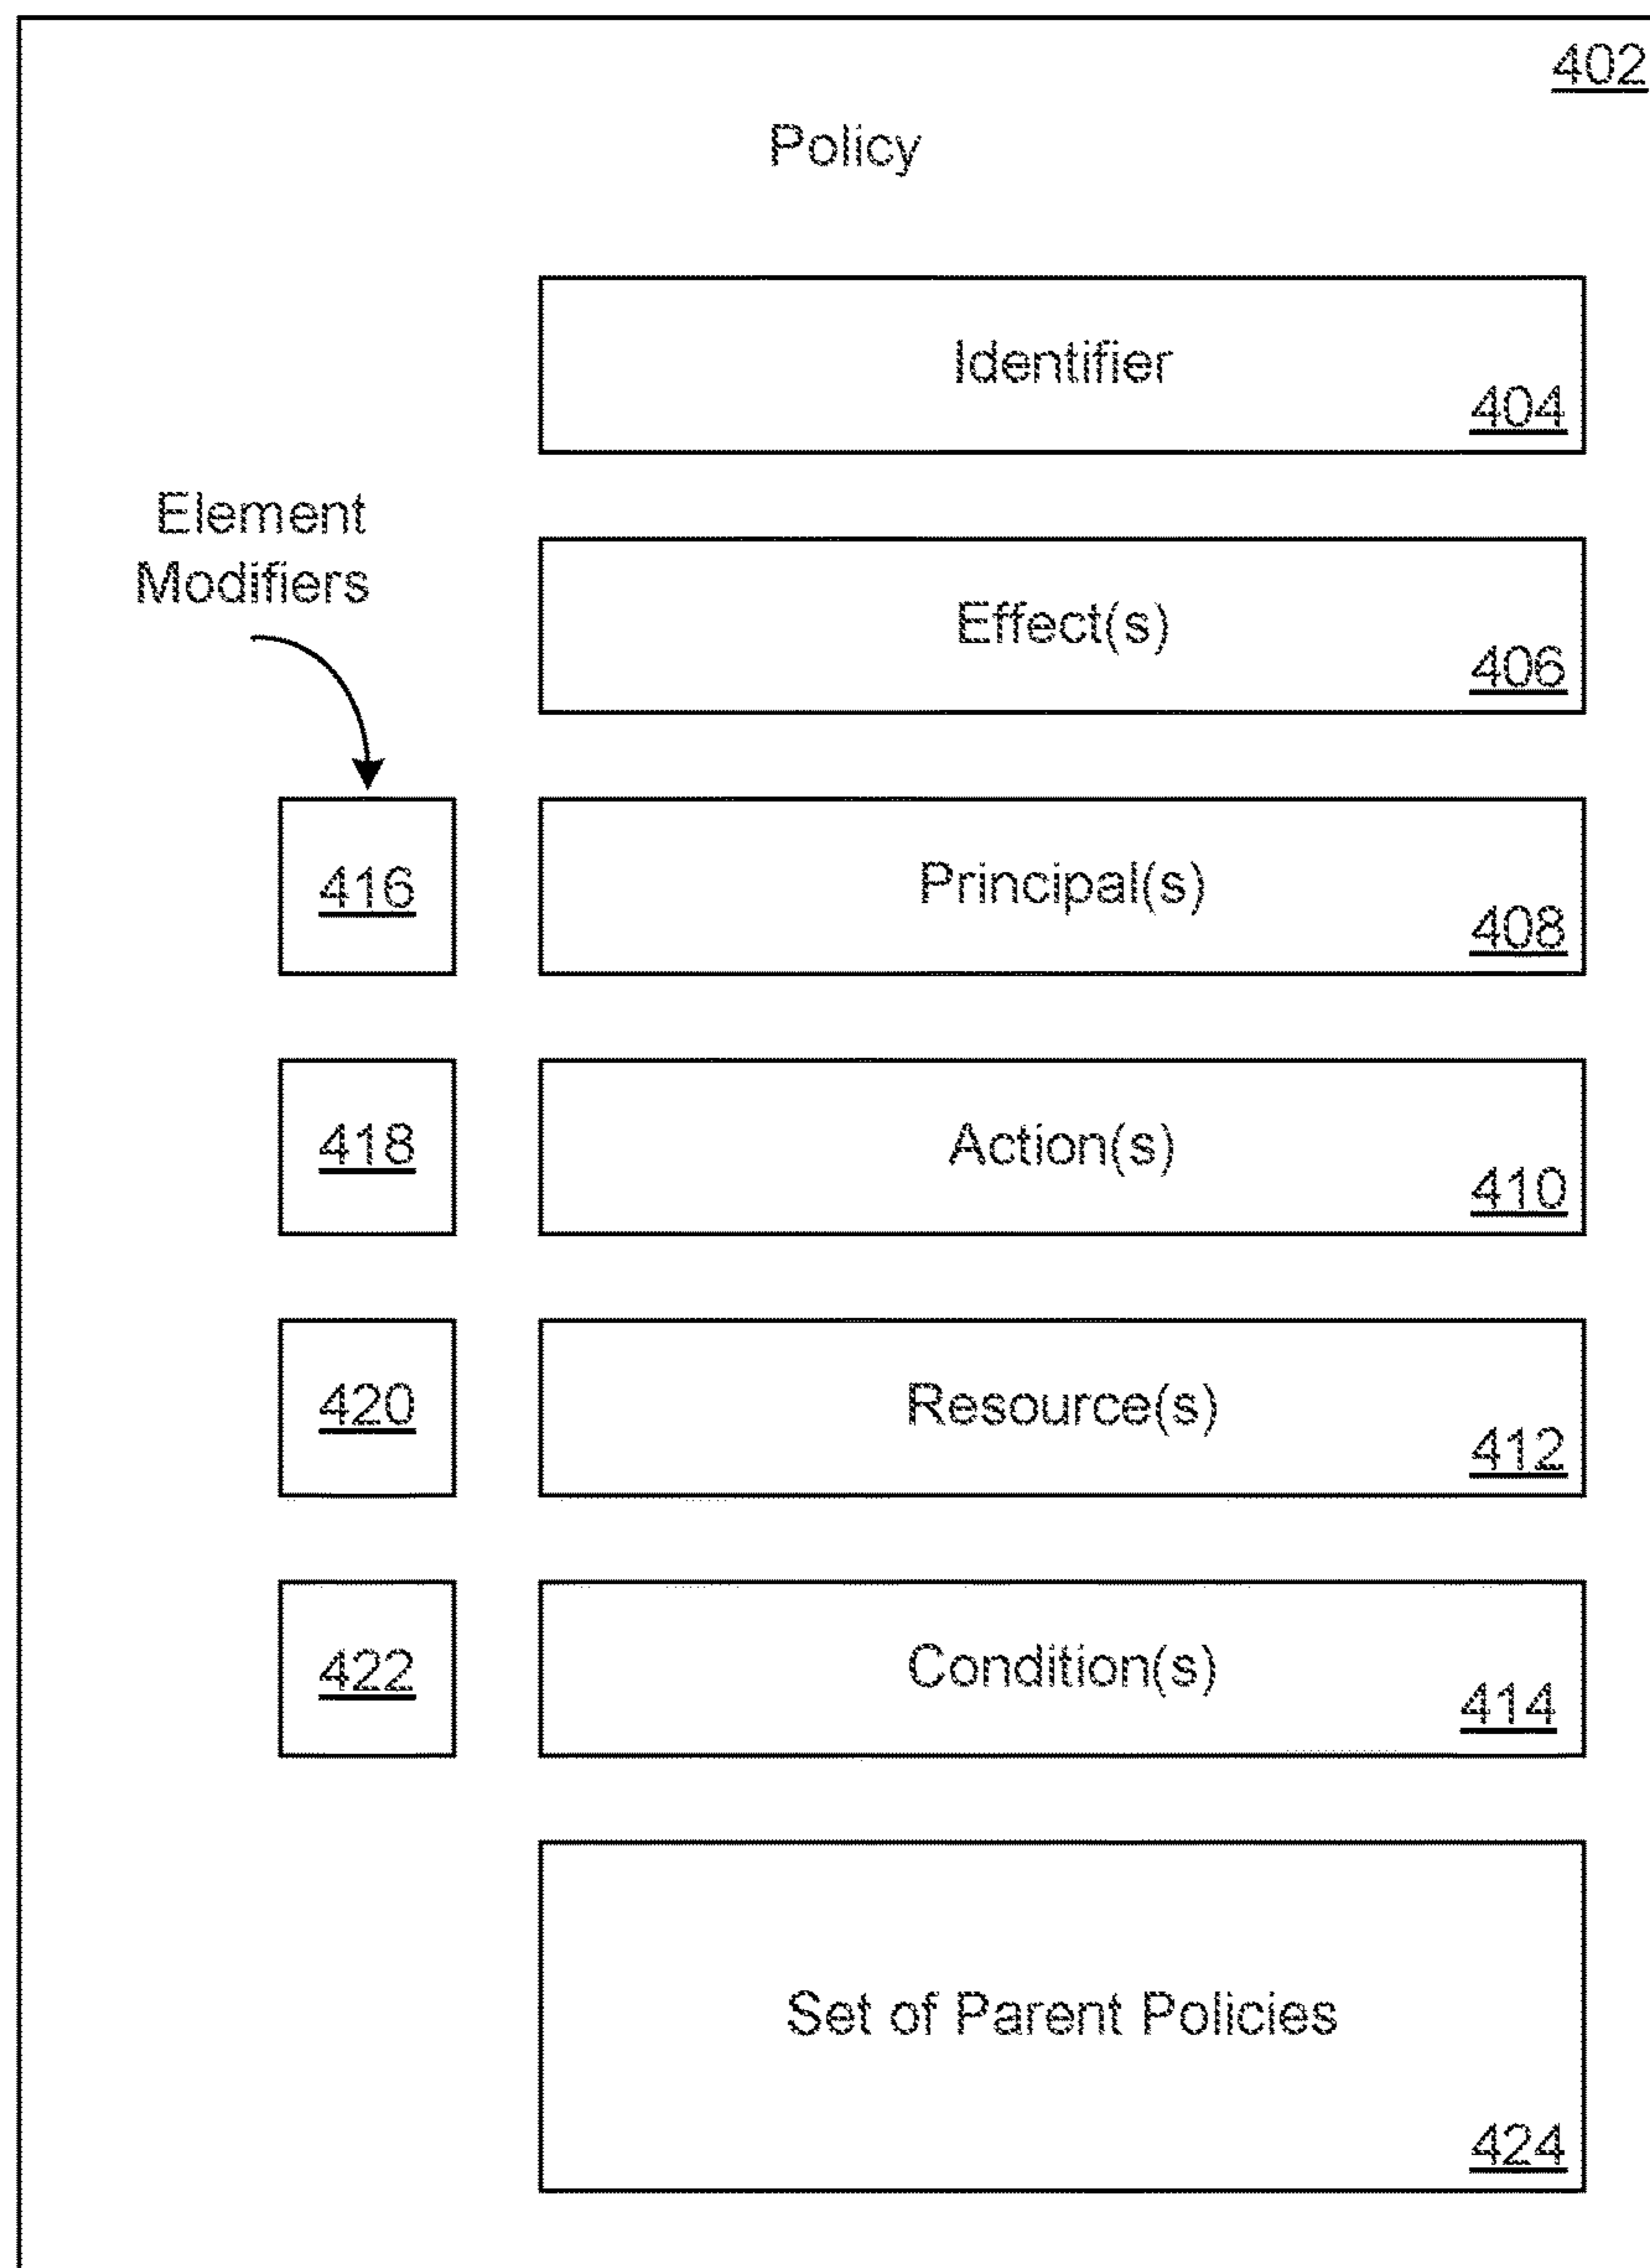 402
Policy
Identifier
404
Element
Modifiers
Effect(s)
406
416
Principal(s)
408
418
Action(s)
410
420
Resource(s)
412
422
Condition(s)
414
Set of Parent Policies
424